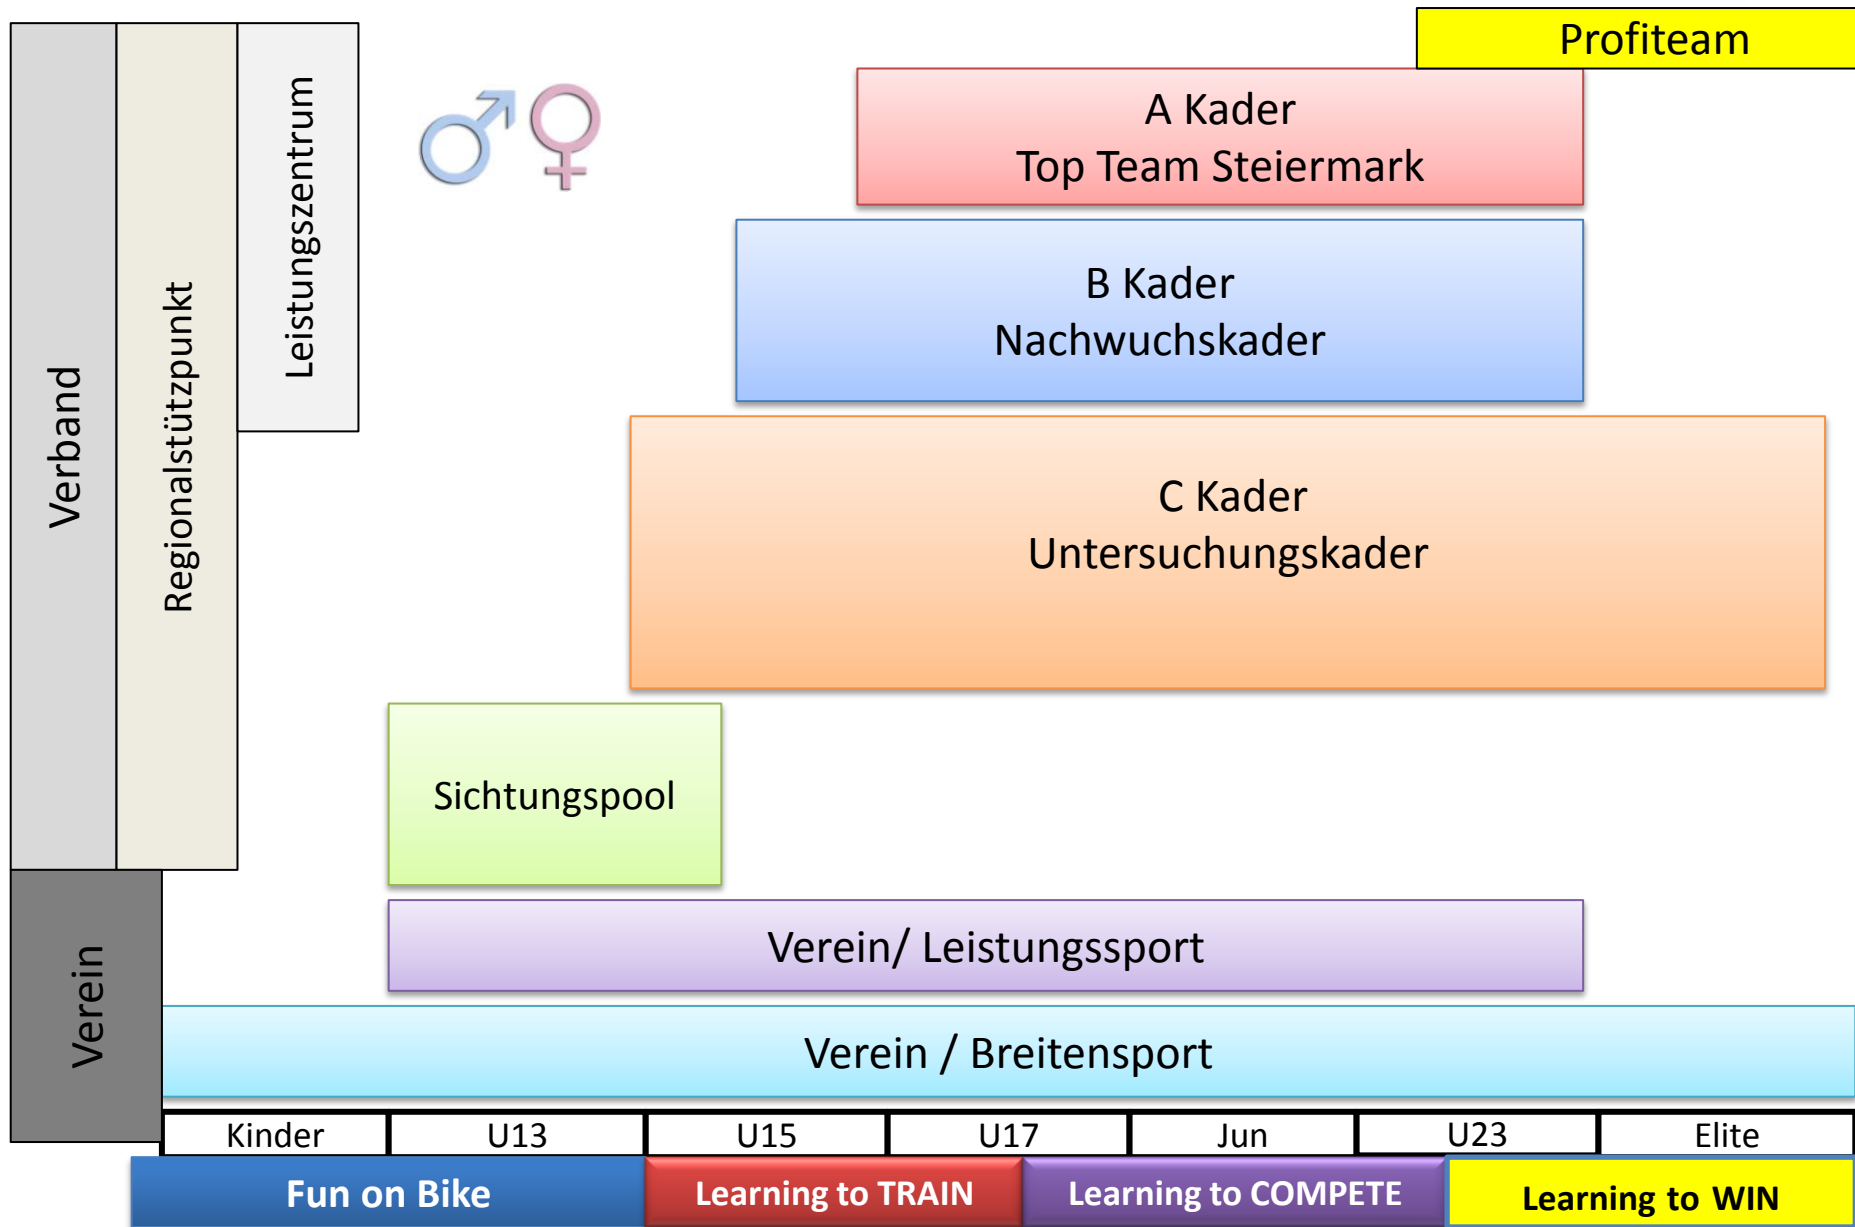 Profiteam
A Kader
Top Team Steiermark
Leistungszentrum
B Kader
Nachwuchskader
Regionalstützpunkt
Verband
C Kader
Untersuchungskader
Sichtungspool
Verein
Verein/ Leistungssport
Verein / Breitensport
Kinder U13 U15 U17 Jun U23 Elite
Fun on Bike Learning to TRAIN Learning to COMPETE Learning to WIN